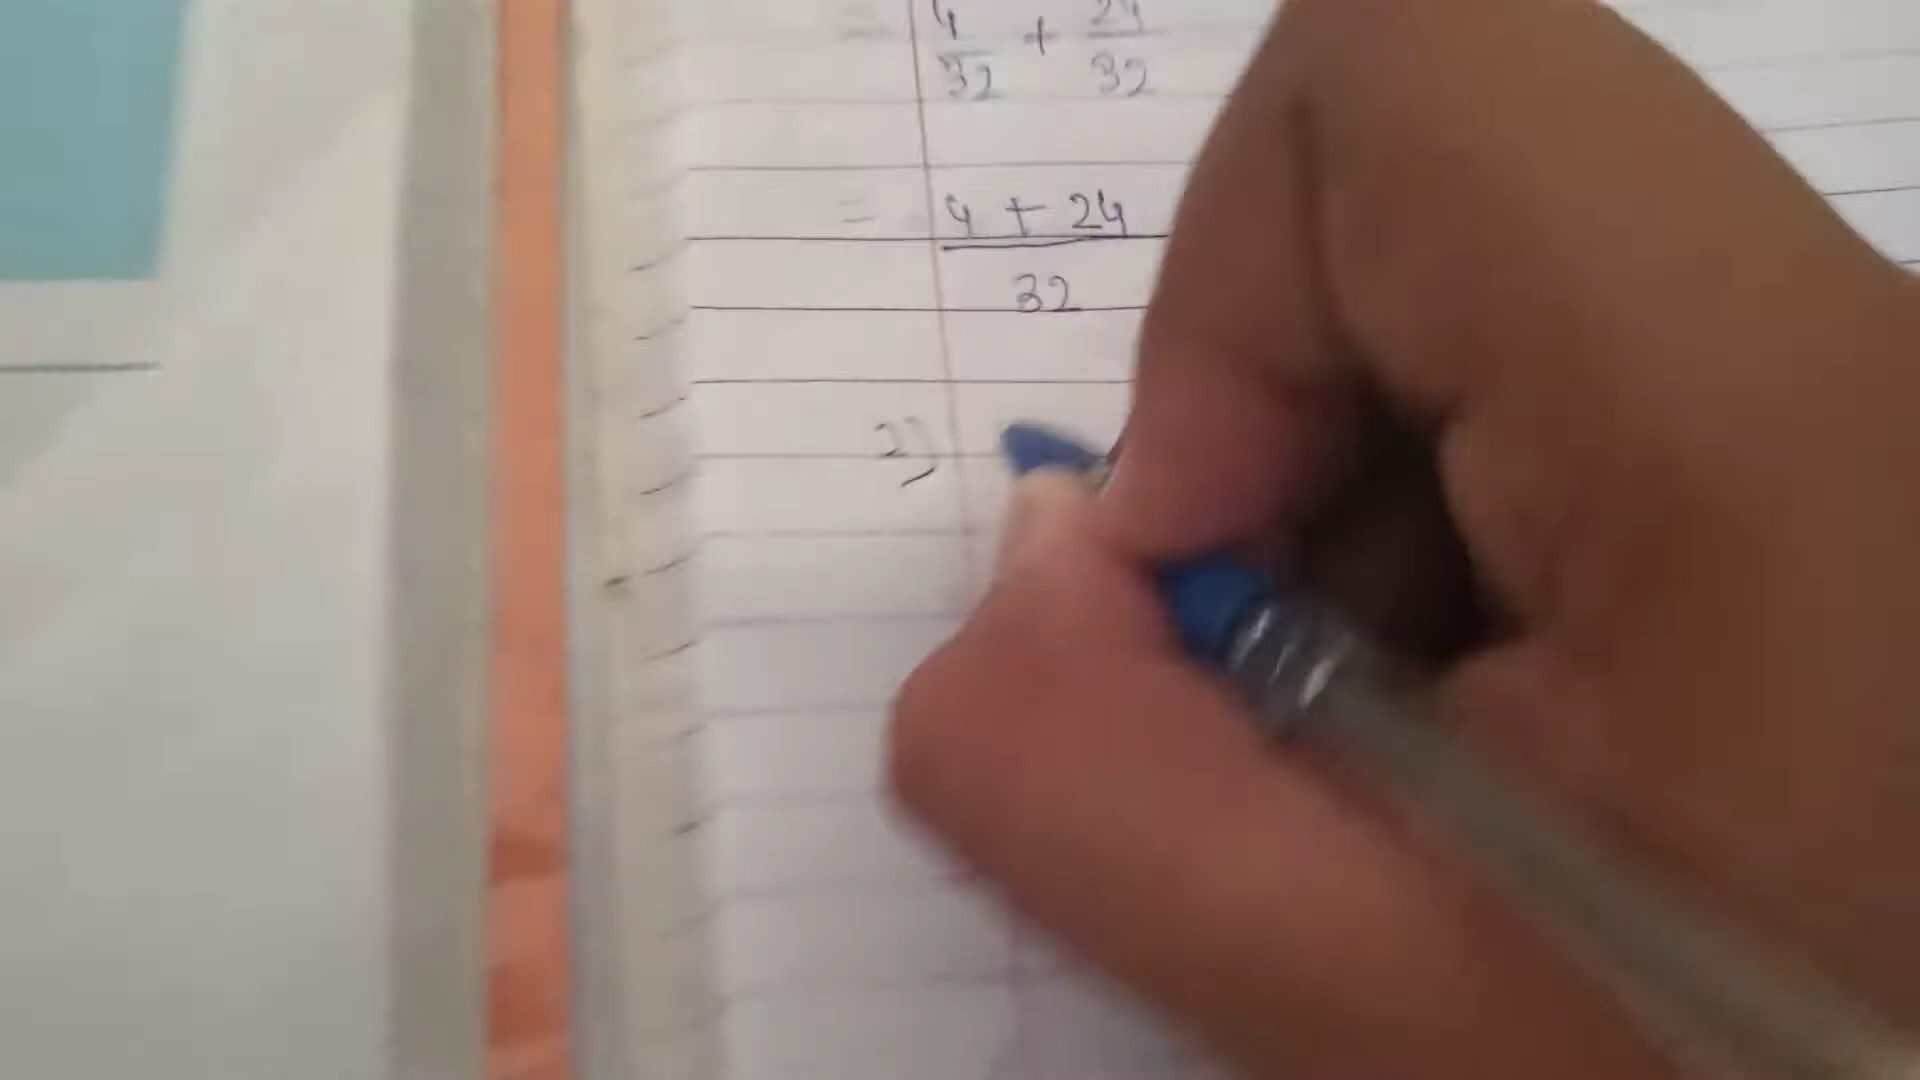 = 4/32 + 24/32
= 4 + 24
32
2)